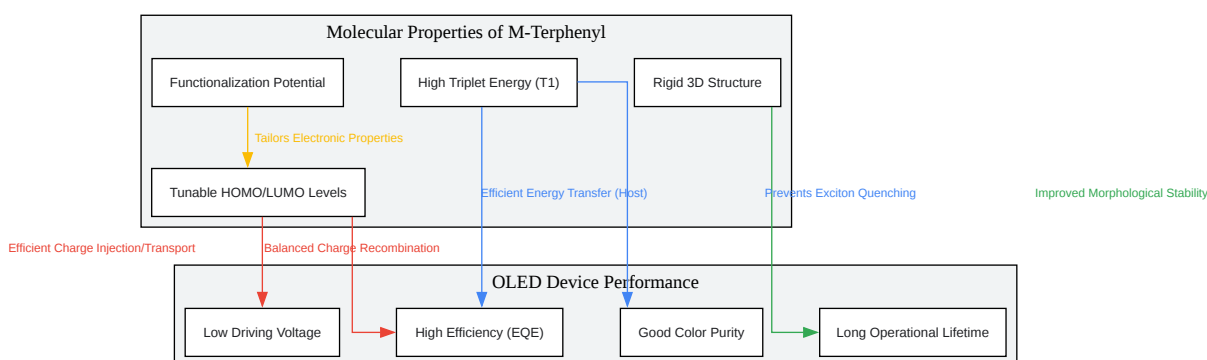 Molecular Properties of M-Terphenyl
Functionalization Potential
High Triplet Energy (T1)
Rigid 3D Structure
Tailors Electronic Properties
Tunable HOMO/LUMO Levels
Efficient Energy Transfer (Host)
Prevents Exciton Quenching
Improved Morphological Stability
Efficient Charge Injection/Transport
Balanced Charge Recombination
OLED Device Performance
Low Driving Voltage
High Efficiency (EQE)
Good Color Purity
Long Operational Lifetime